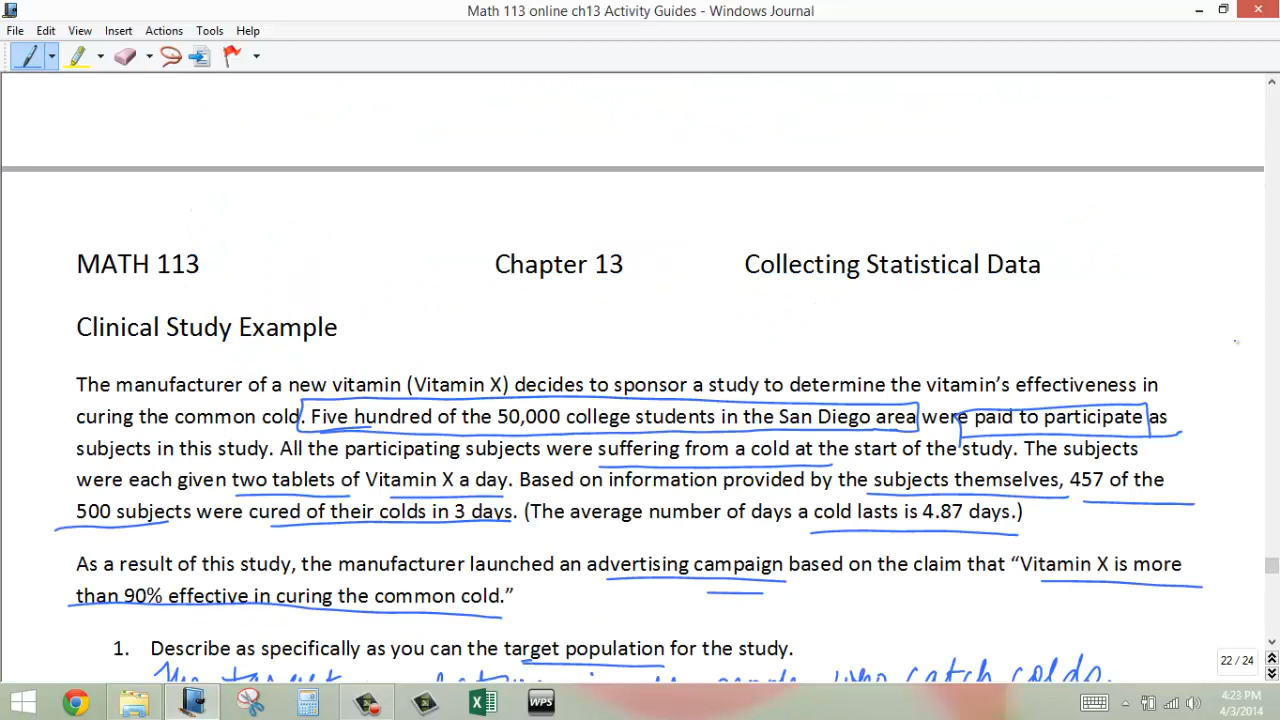 Math 113 online ch13 Activity Guides - Windows Journal
File Edit View Insert Actions Tools Help
MATH 113 Chapter 13 Collecting Statistical Data
Clinical Study Example
The manufacturer of a new vitamin (Vitamin X) decides to sponsor a study to determine the vitamin's effectiveness in
curing the common cold. Five hundred of the 50,000 college students in the San Diego area were paid to participate as
subjects in this study. All the participating subjects were suffering from a cold at the start of the study. The subjects
were each given two tablets of Vitamin X a day. Based on information provided by the subjects themselves, 457 of the
500 subjects were cured of their colds in 3 days. (The average number of days a cold lasts is 4.87 days.)
As a result of this study, the manufacturer launched an advertising campaign based on the claim that “Vitamin X is more
than 90% effective in curing the common cold.”
1. Describe as specifically as you can the target population for the study.
The target who catch colds.
22 / 24
WPS
4:23 PM
4/3/2014